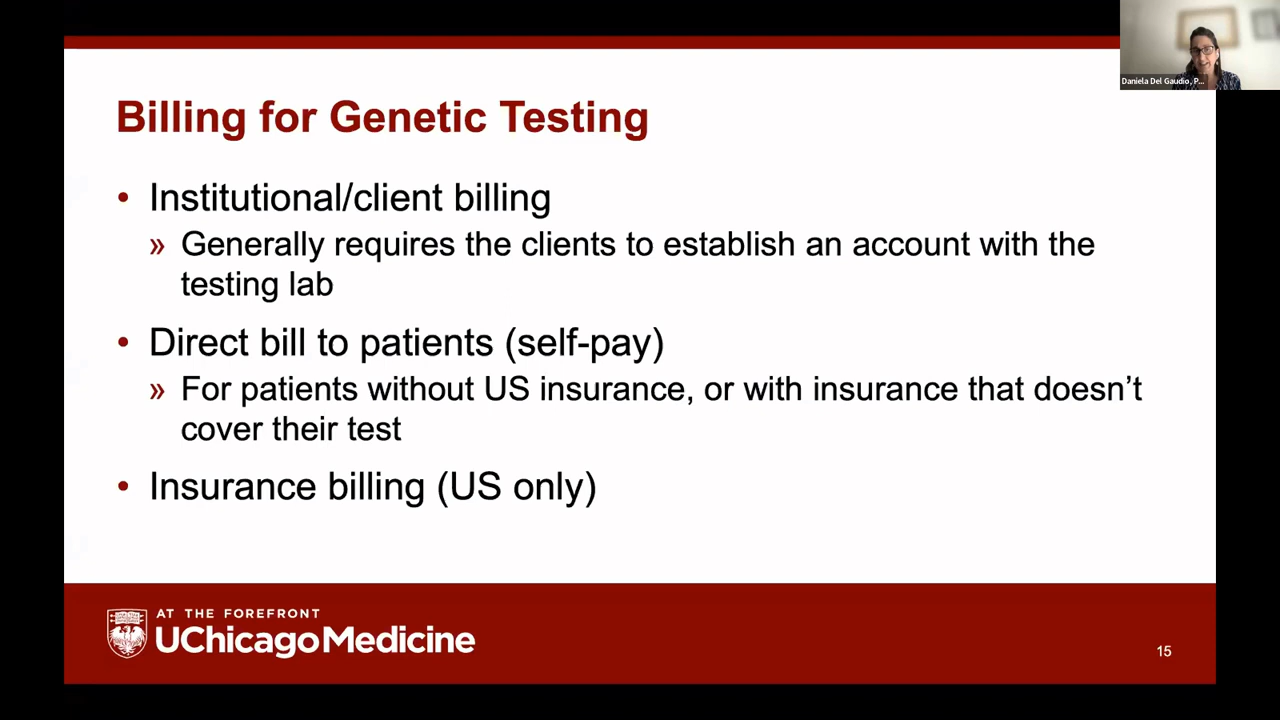 Daniela Del Gaudio, P...
Billing for Genetic Testing
• Institutional/client billing
» Generally requires the clients to establish an account with the
testing lab
• Direct bill to patients (self-pay)
» For patients without US insurance, or with insurance that doesn’t
cover their test
• Insurance billing (US only)
AT THE FOREFRONT
UChicagoMedicine
15